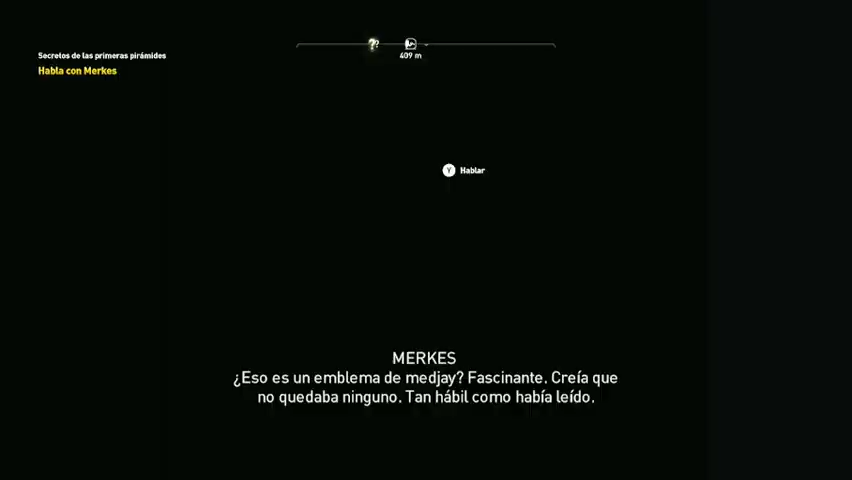 ??
409 m
Secretos de las primeras pirámides
Habla con Merkes
Y Hablar
MERKES
¿Eso es un emblema de medjay? Fascinante. Creía que
no quedaba ninguno. Tan hábil como había leído.